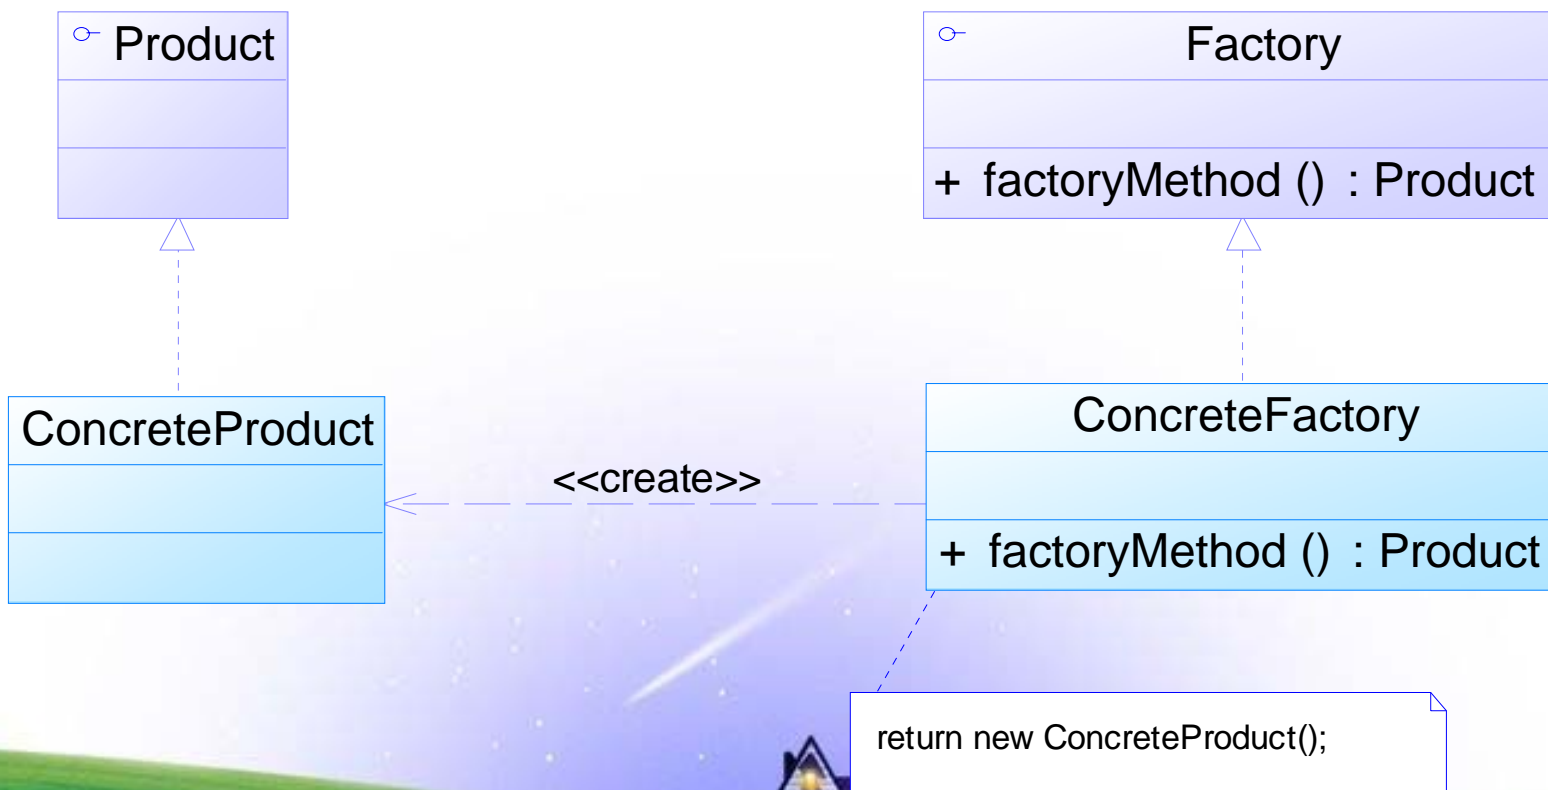 Product
Factory
+ factoryMethod () : Product
ConcreteProduct
ConcreteFactory
<<create>>
+ factoryMethod () : Product
return new ConcreteProduct();